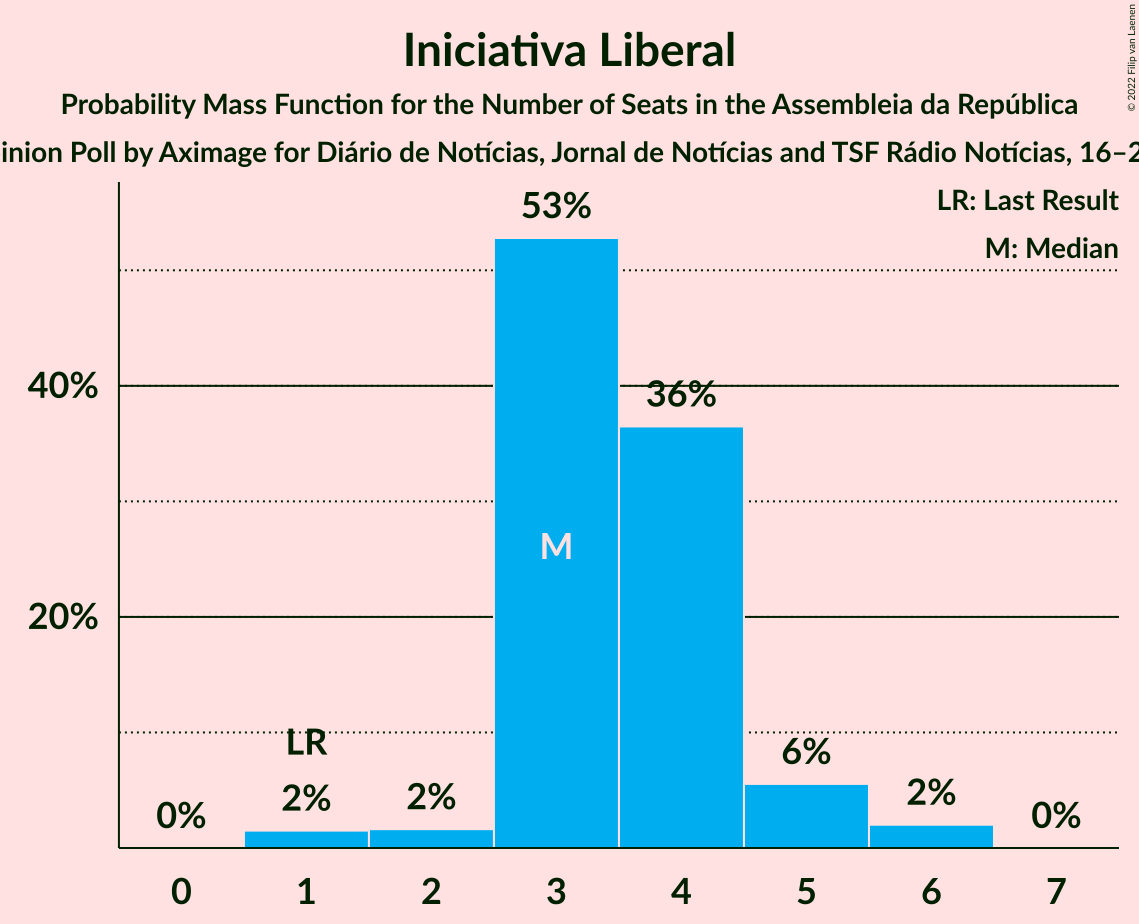 Iniciativa Liberal
Probability Mass Function for the Number of Seats in the Assembleia da República
inion Poll by Aximage for Diário de Notícias, Jornal de Notícias and TSF Rádio Notícias, 16–2
© 2022 Filip van Laenen
LR: Last Result
M: Median
53%
40%
36%
M
20%
LR
0%
2%
2%
6%
2%
0%
0 1 2 3 4 5 6 7